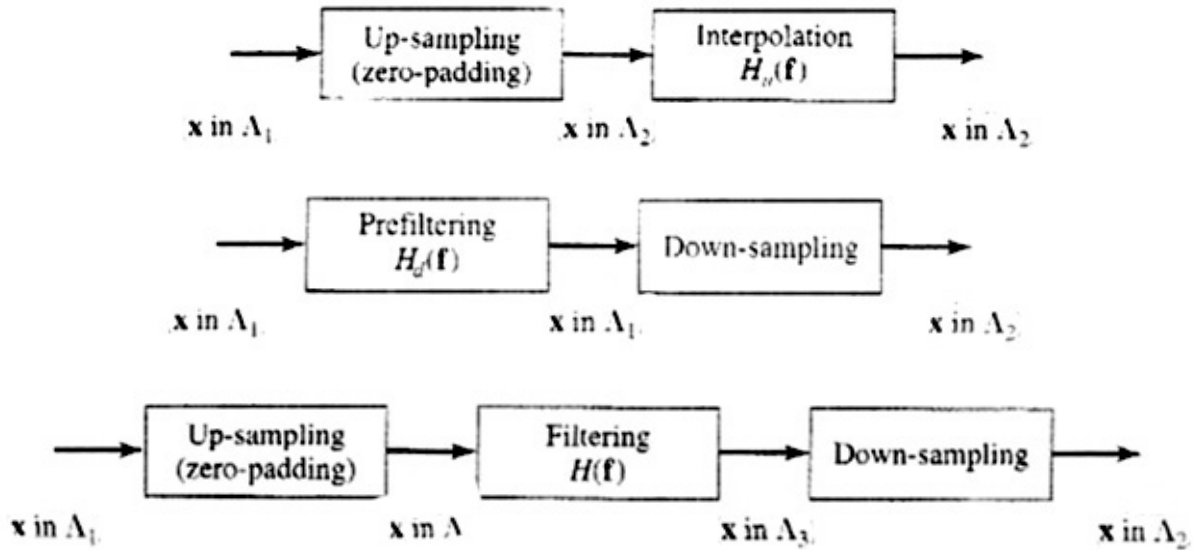 Up-sampling
(zero-padding)
Interpolation
Hᵤ(f)
x in Λ₁
x in Λ₂
x in Λ₂
Prefiltering
H_d(f)
Down-sampling
x in Λ₁
x in Λ₁
x in Λ₂
Up-sampling
(zero-padding)
Filtering
H(f)
Down-sampling
x in Λ₁
x in Λ
x in Λ₃
x in Λ₂